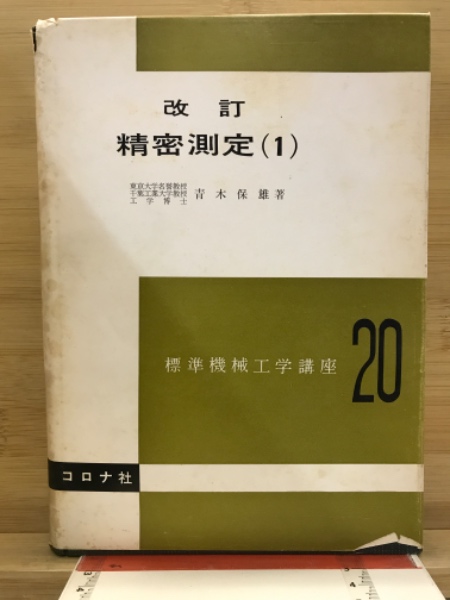 改訂
精密測定(1)
東京大学名誉教授
千葉工業大学教授
工学博士
青木保雄著
標準機械工学講座
20
コロナ社